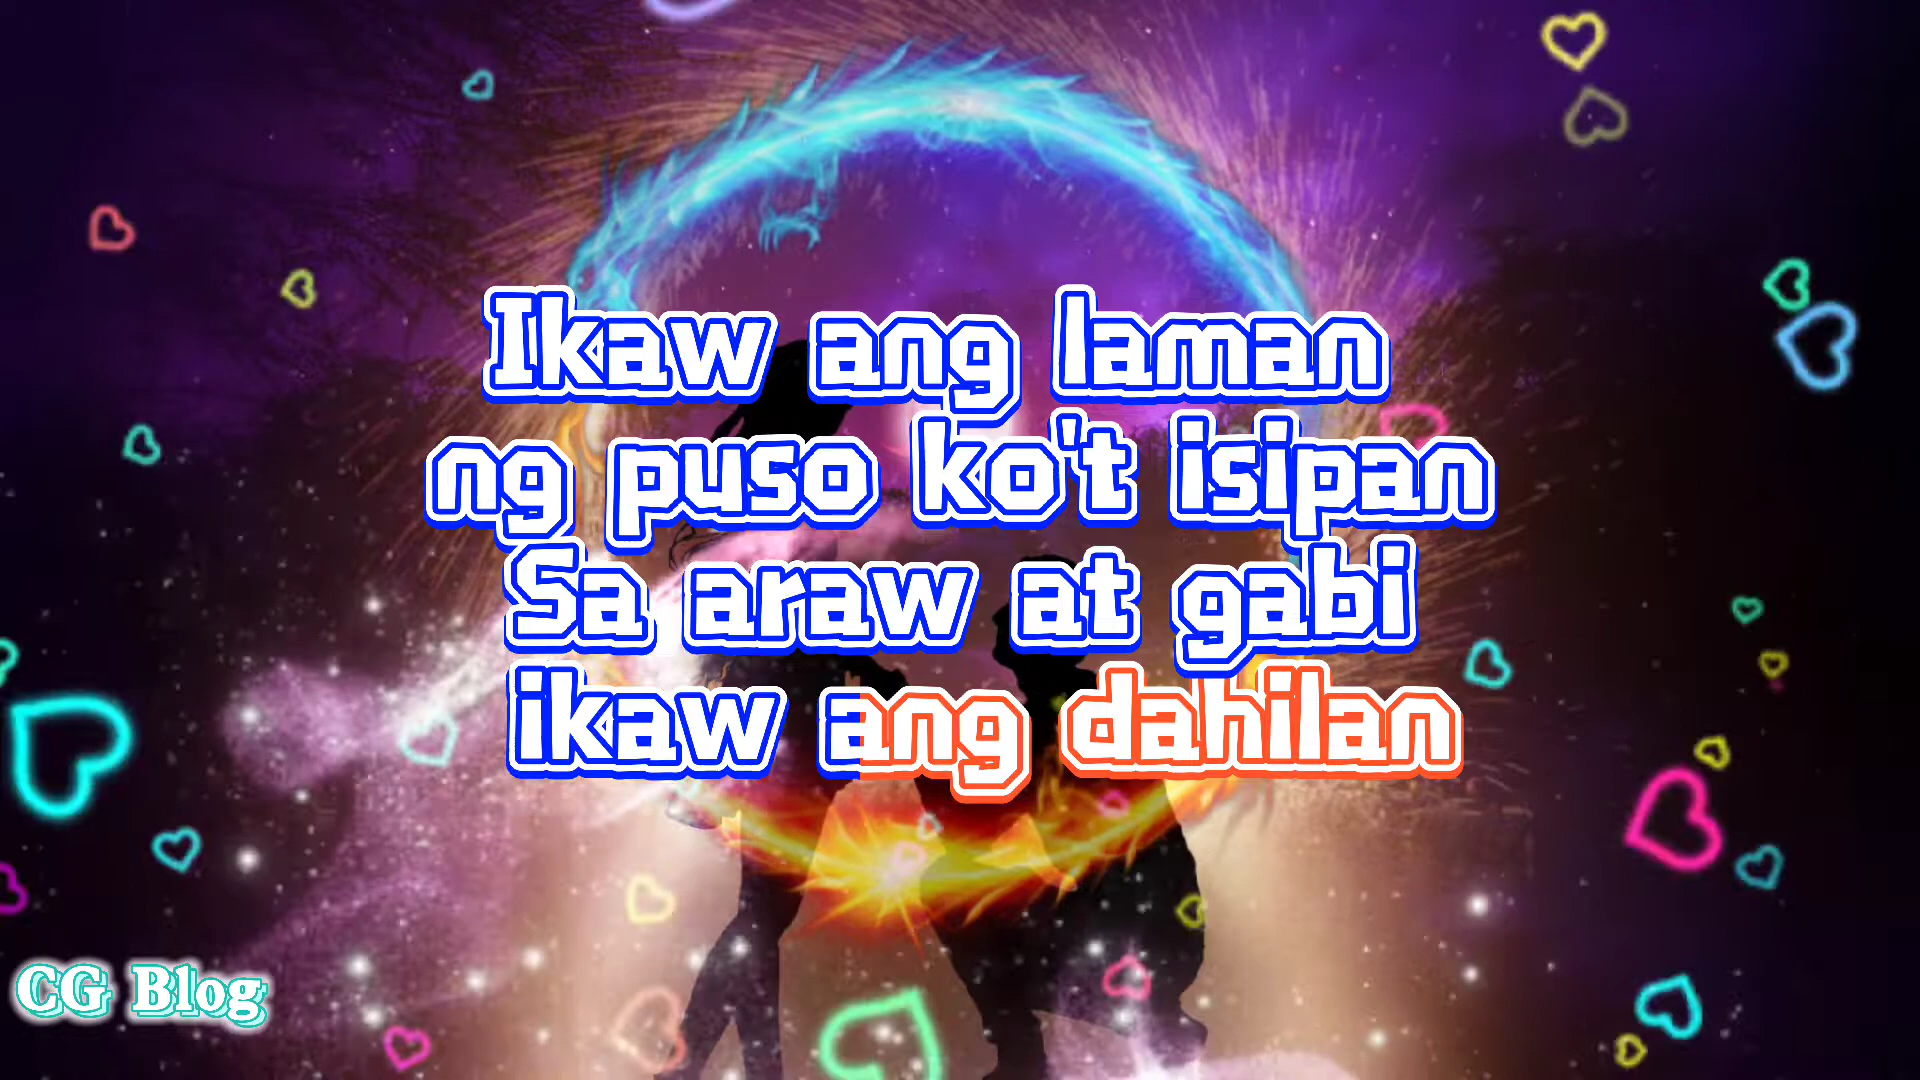 Ikaw ang laman
ng puso ko't isipan
Sa araw at gabi
ikaw ang dahilan
CG Blog